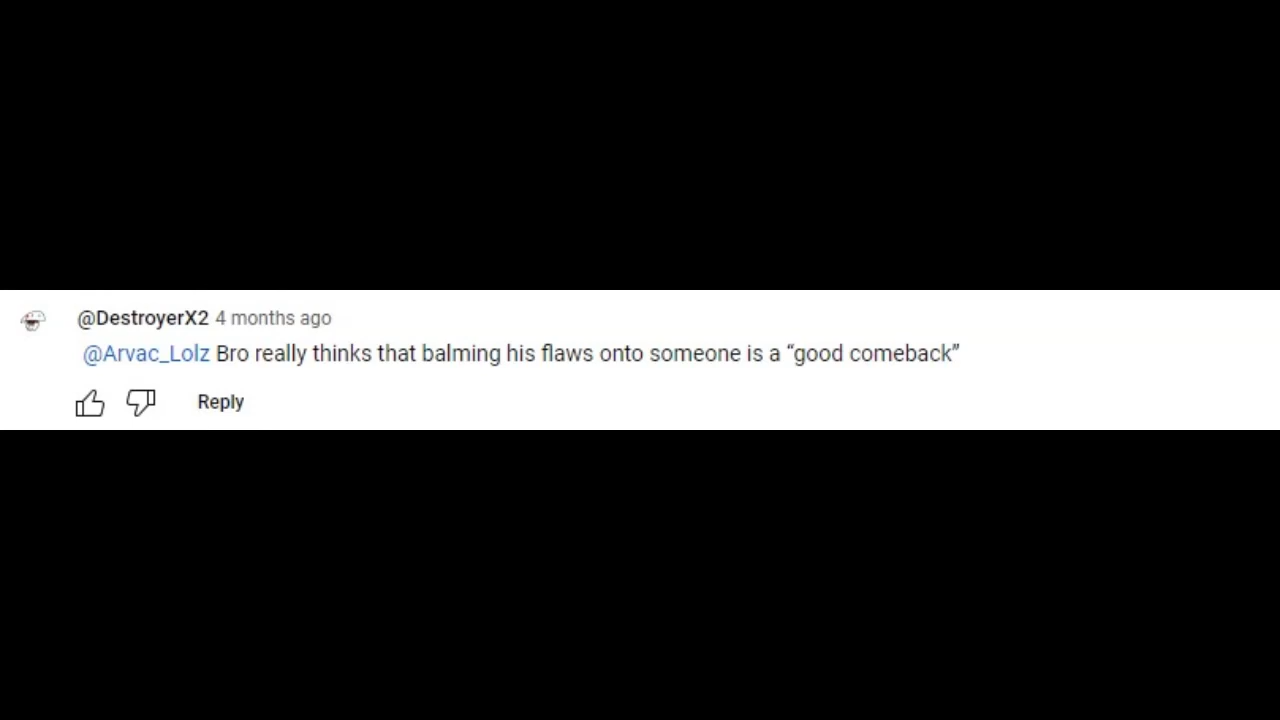 @DestroyerX2 4 months ago
@Arvac_Lolz Bro really thinks that balming his flaws onto someone is a “good comeback”
Reply